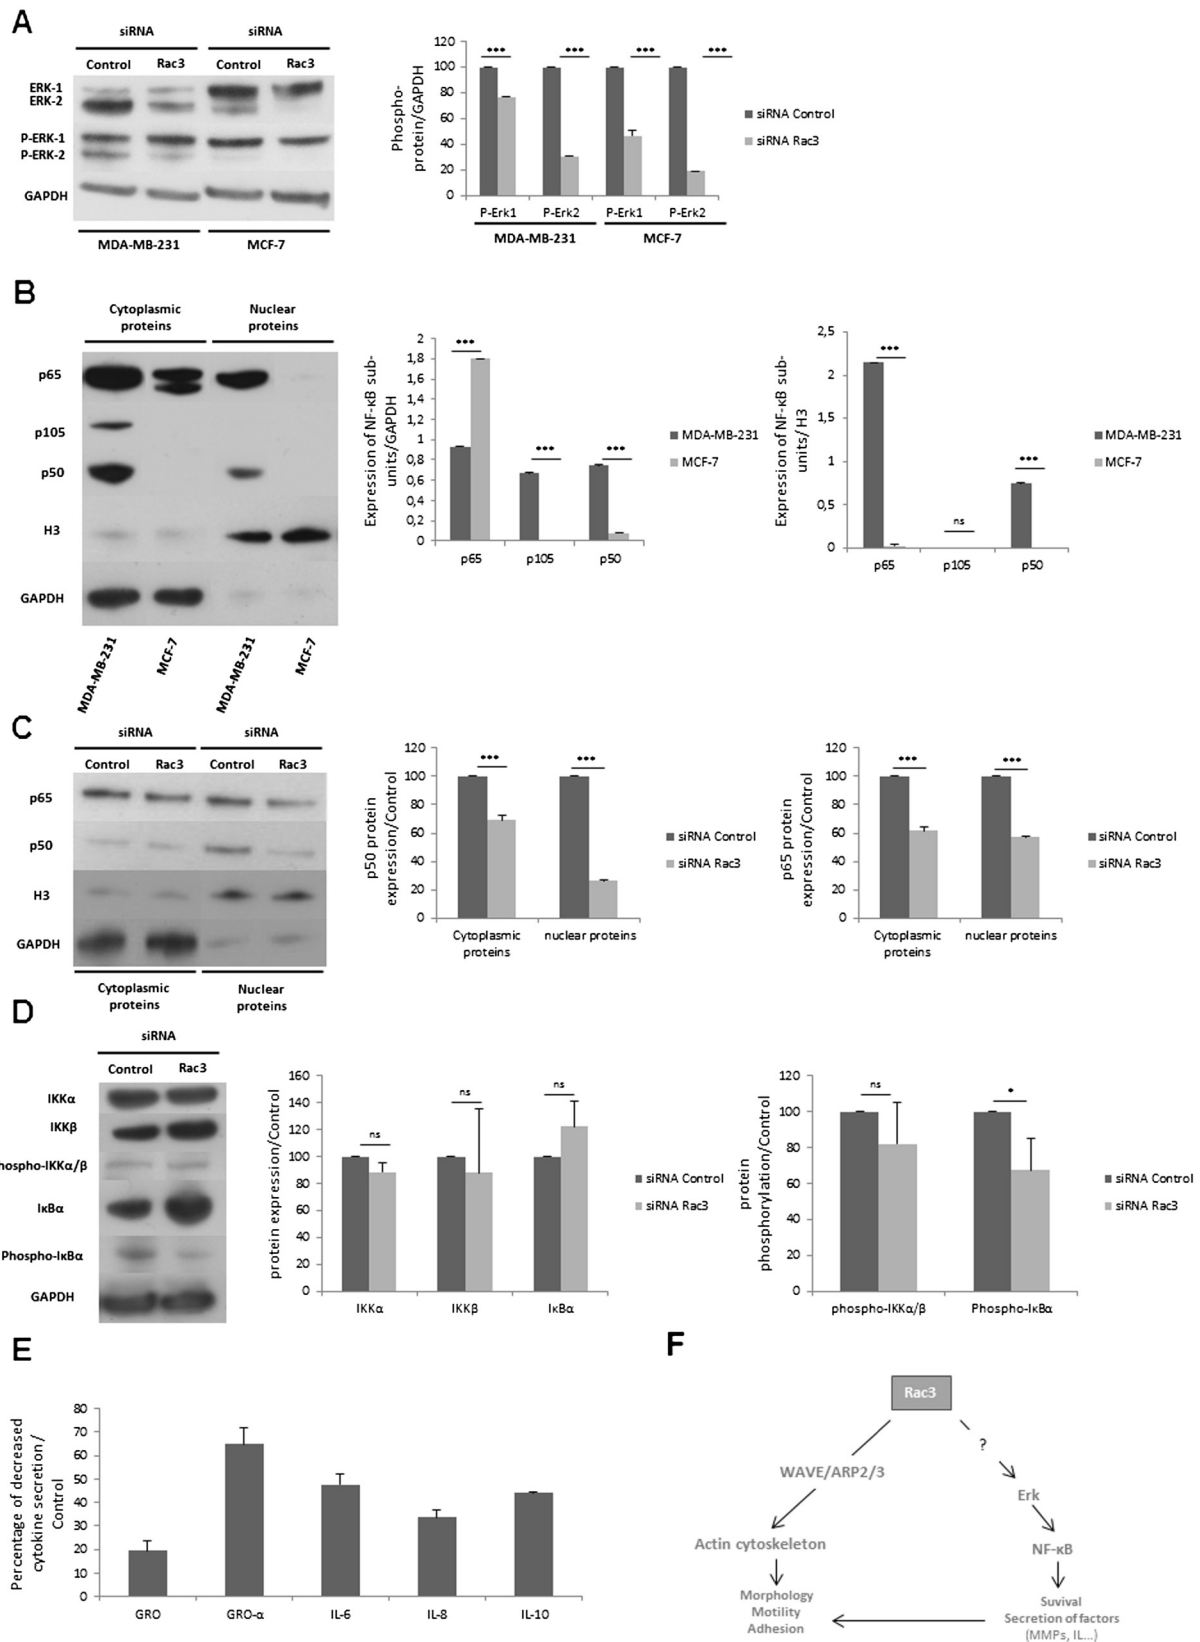 A
siRNA siRNA
Control Rac3 Control Rac3
ERK-1
ERK-2
P-ERK-1
P-ERK-2
GAPDH
MDA-MB-231 MCF-7
Phospho-
protein/GAPDH
120
100
80
60
40
20
0
*** *** *** ***
P-Erk1 P-Erk2 P-Erk1 P-Erk2
MDA-MB-231 MCF-7
siRNA Control
siRNA Rac3
B
Cytoplasmic Nuclear
proteins proteins
p65
p105
p50
H3
GAPDH
MDA-MB-231 MCF-7 MDA-MB-231 MCF-7
Expression of NF-κB sub-
units/GAPDH
2
1,8
1,6
1,4
1,2
1
0,8
0,6
0,4
0,2
0
*** *** ***
p65 p105 p50
MDA-MB-231
MCF-7
Expression of NF-κB sub-
units/H3
2,5
2
1,5
1
0,5
0
*** ns ***
p65 p105 p50
MDA-MB-231
MCF-7
C
siRNA siRNA
Control Rac3 Control Rac3
p65
p50
H3
GAPDH
Cytoplasmic Nuclear
proteins proteins
p50 protein
expression/Control
120
100
80
60
40
20
0
*** ***
Cytoplasmic nuclear proteins
proteins
siRNA Control
siRNA Rac3
p65 protein
expression/Control
120
100
80
60
40
20
0
*** ***
Cytoplasmic nuclear proteins
proteins
siRNA Control
siRNA Rac3
D
siRNA
Control Rac3
IKKα
IKKβ
hospho-IKKα/β
IκBα
Phospho-IκBα
GAPDH
protein expression/Control
160
140
120
100
80
60
40
20
0
ns ns ns
IKKα IKKβ IκBα
siRNA Control
siRNA Rac3
protein
phosphorylation/Control
120
100
80
60
40
20
0
ns *
phospho-IKKα/β Phospho-IκBα
siRNA Control
siRNA Rac3
E
Percentage of decreased
cytokine secretion /
Control
80
70
60
50
40
30
20
10
0
GRO GRO-α IL-6 IL-8 IL-10
F
Rac3
?
WAVE/ARP2/3
Erk
Actin cytoskeleton
NF-κB
Morphology
Motility
Adhesion
Suvival
Secretion of factors
(MMPs, IL...)